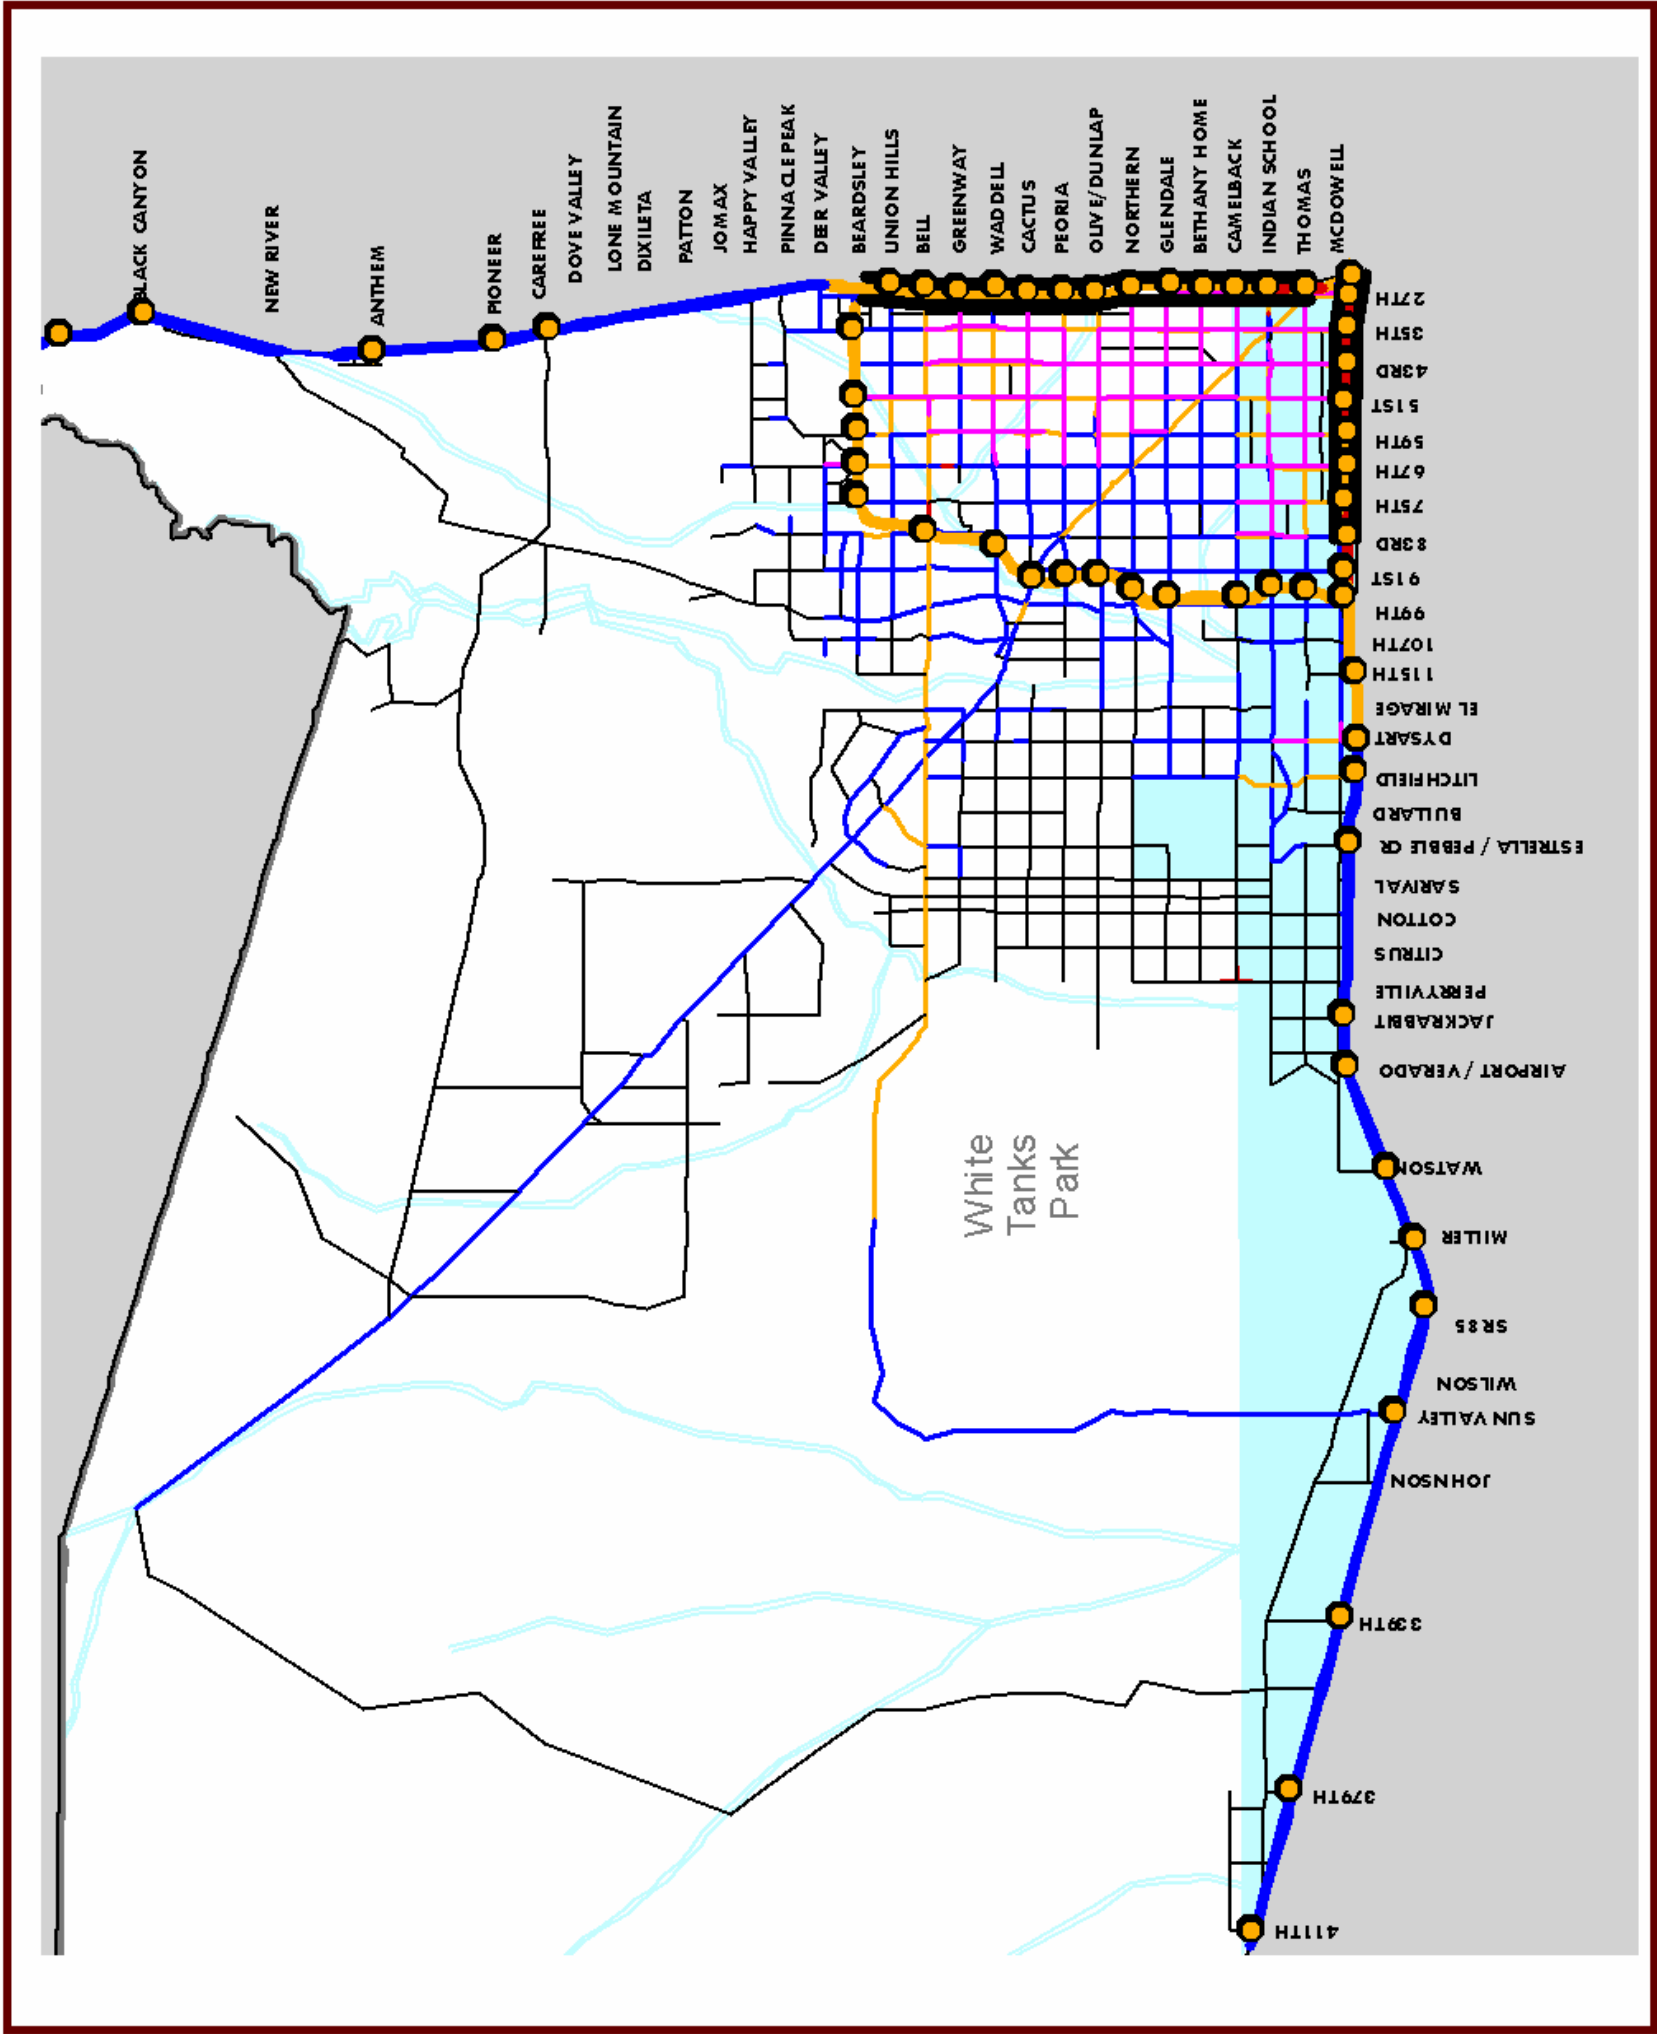 BLACK CANYON
NEW RIVER
ANTHEM
PIONEER
CAREFREE
DOVE VALLEY
LONE MOUNTAIN
DIXILETA
PATTON
JOMAX
HAPPY VALLEY
PINNACLE PEAK
DEER VALLEY
BEARDSLEY
UNION HILLS
BELL
GREENWAY
WADDELL
CACTUS
PEORIA
OLIVE/DUNLAP
NORTHERN
GLENDALE
BETHANY HOME
CAMELBACK
INDIAN SCHOOL
THOMAS
MCDOWELL
27TH
35TH
43RD
51ST
59TH
67TH
75TH
83RD
91ST
99TH
107TH
115TH
EL MIRAGE
DYSART
LITCHFIELD
BULLARD
ESTRELLA / PEBBLE CR
SARIVAL
COTTON
CITRUS
PERRYVILLE
JACKRABBIT
AIRPORT / VERADO
WATSON
MILLER
SR 85
WILSON
SUN VALLEY
JOHNSON
339TH
379TH
411TH
White
Tanks
Park